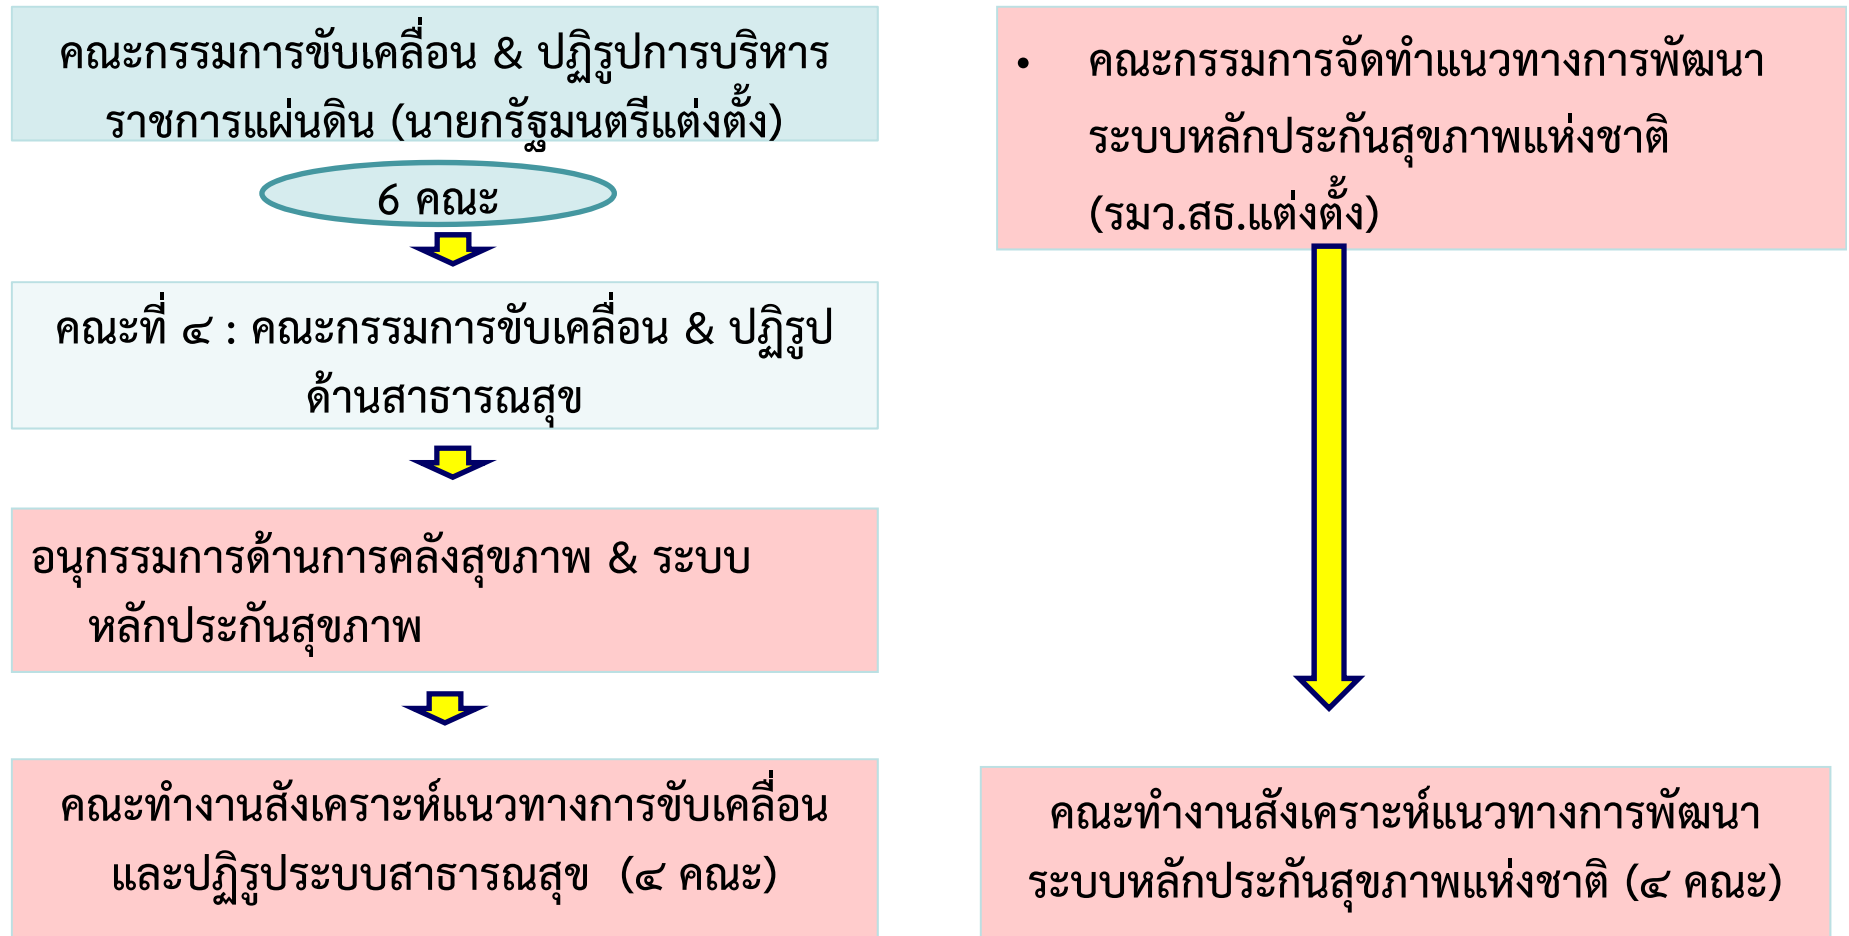 คณะกรรมการขับเคลื่อน & ปฏิรูปการบริหาร
ราชการแผ่นดิน (นายกรัฐมนตรีแต่งตั้ง)
6 คณะ
คณะที่ ๔ : คณะกรรมการขับเคลื่อน & ปฏิรูป
ด้านสาธารณสุข
อนุกรรมการด้านการคลังสุขภาพ & ระบบ
หลักประกันสุขภาพ
คณะทำงานสังเคราะห์แนวทางการขับเคลื่อน
และปฏิรูประบบสาธารณสุข (๔ คณะ)
• คณะกรรมการจัดทำแนวทางการพัฒนา
ระบบหลักประกันสุขภาพแห่งชาติ
(รมว.สธ.แต่งตั้ง)
คณะทำงานสังเคราะห์แนวทางการพัฒนา
ระบบหลักประกันสุขภาพแห่งชาติ (๔ คณะ)